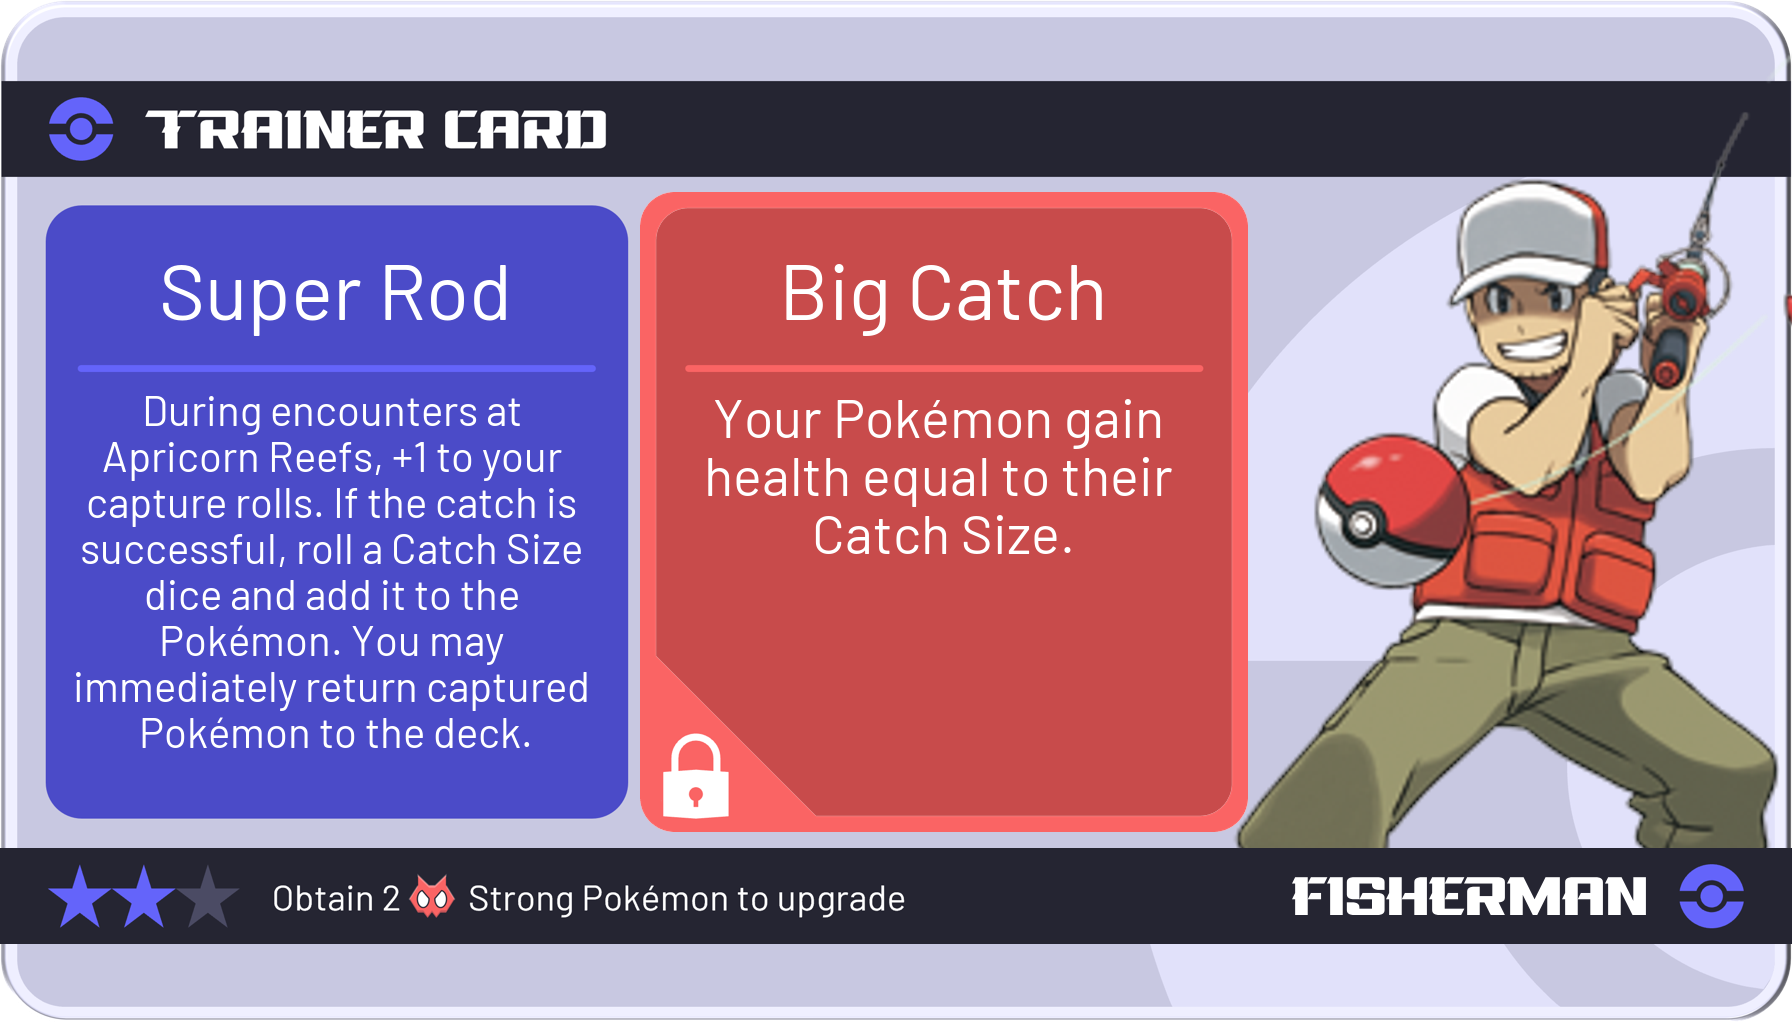 TRAINER CARD
Super Rod
During encounters at
Apricorn Reefs, +1 to your
capture rolls. If the catch is
successful, roll a Catch Size
dice and add it to the
Pokémon. You may
immediately return captured
Pokémon to the deck.
Big Catch
Your Pokémon gain
health equal to their
Catch Size.
Obtain 2 Strong Pokémon to upgrade
FISHERMAN